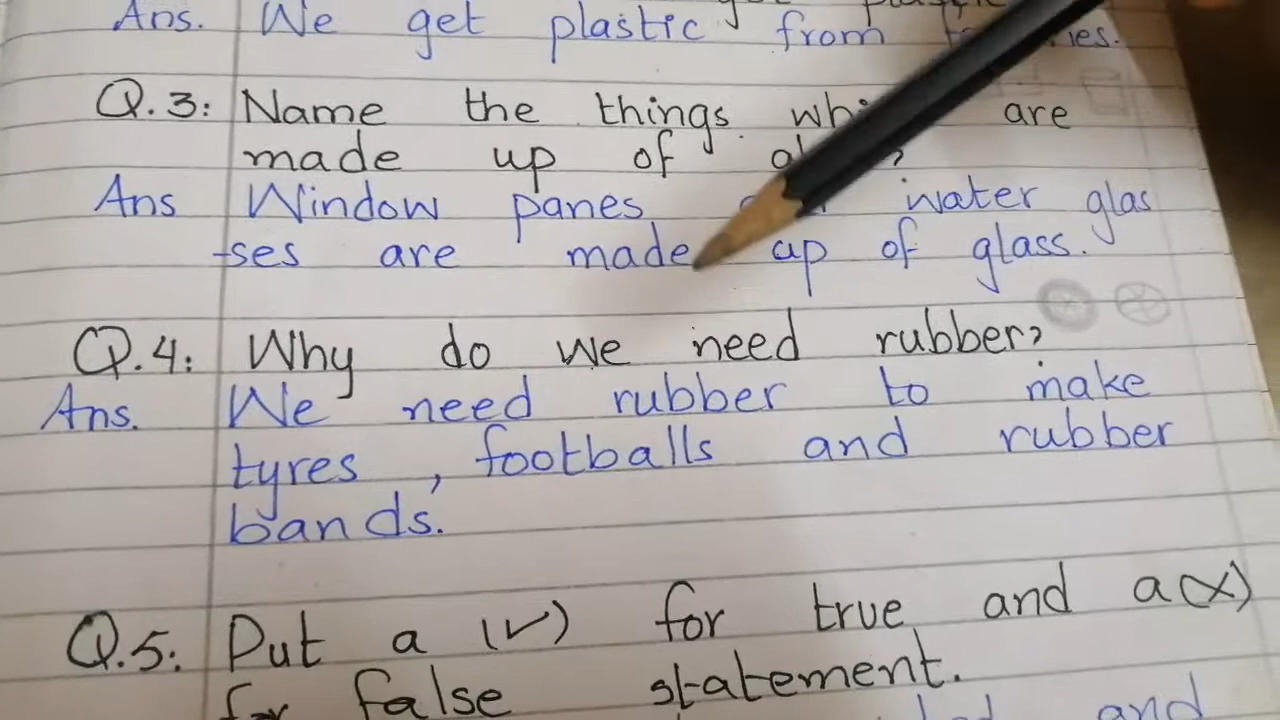 Ans. We get plastic from
Q.3: Name the things are
made up of
Ans Window panes water glas
-ses are made up of glass.
Q.4: Why do we need rubber?
Ans. We need rubber to make
tyres, footballs and rubber
bands.
Q.5: Put a (✓) for true and a(x)
for false statement.
and